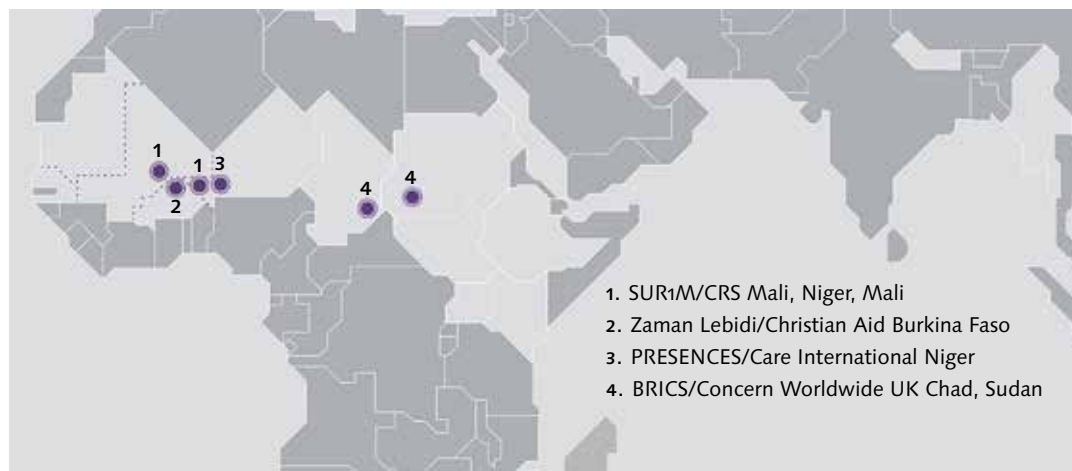 1
1
3
2
4
4
1. SUR1M/CRS Mali, Niger, Mali
2. Zaman Lebidi/Christian Aid Burkina Faso
3. PRESENCES/Care International Niger
4. BRICS/Concern Worldwide UK Chad, Sudan